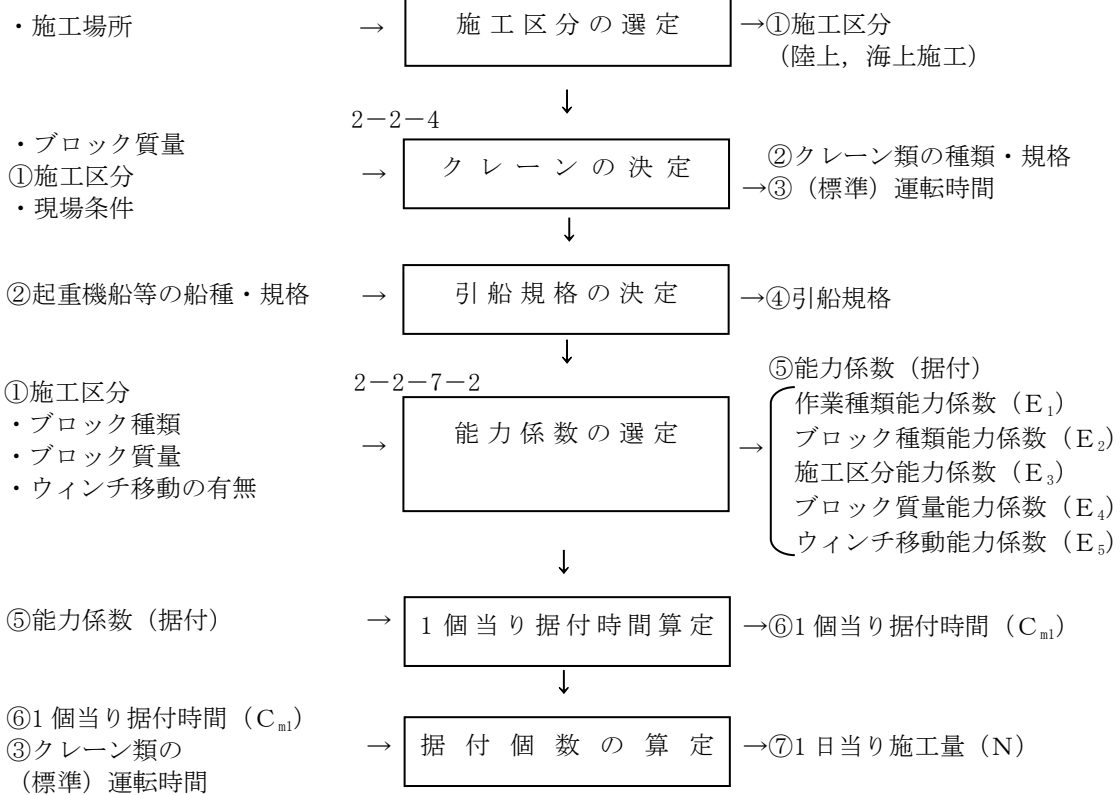 ・施工場所 → 施工区分の選定 →①施工区分
（陸上，海上施工）
↓
2－2－4
・ブロック質量
①施工区分
・現場条件
→ クレーンの決定
②クレーン類の種類・規格
→③（標準）運転時間
↓
②起重機船等の船種・規格 → 引船規格の決定 →④引船規格
↓
2－2－7－2
①施工区分
・ブロック種類
・ブロック質量
・ウィンチ移動の有無
→ 能力係数の選定 →
⑤能力係数（据付）
作業種類能力係数（E₁）
ブロック種類能力係数（E₂）
施工区分能力係数（E₃）
ブロック質量能力係数（E₄）
ウィンチ移動能力係数（E₅）
↓
⑤能力係数（据付） → 1個当り据付時間算定 →⑥1個当り据付時間（Cm1）
↓
⑥1個当り据付時間（Cm1）
③クレーン類の
（標準）運転時間
→ 据付個数の算定 →⑦1日当り施工量（N）